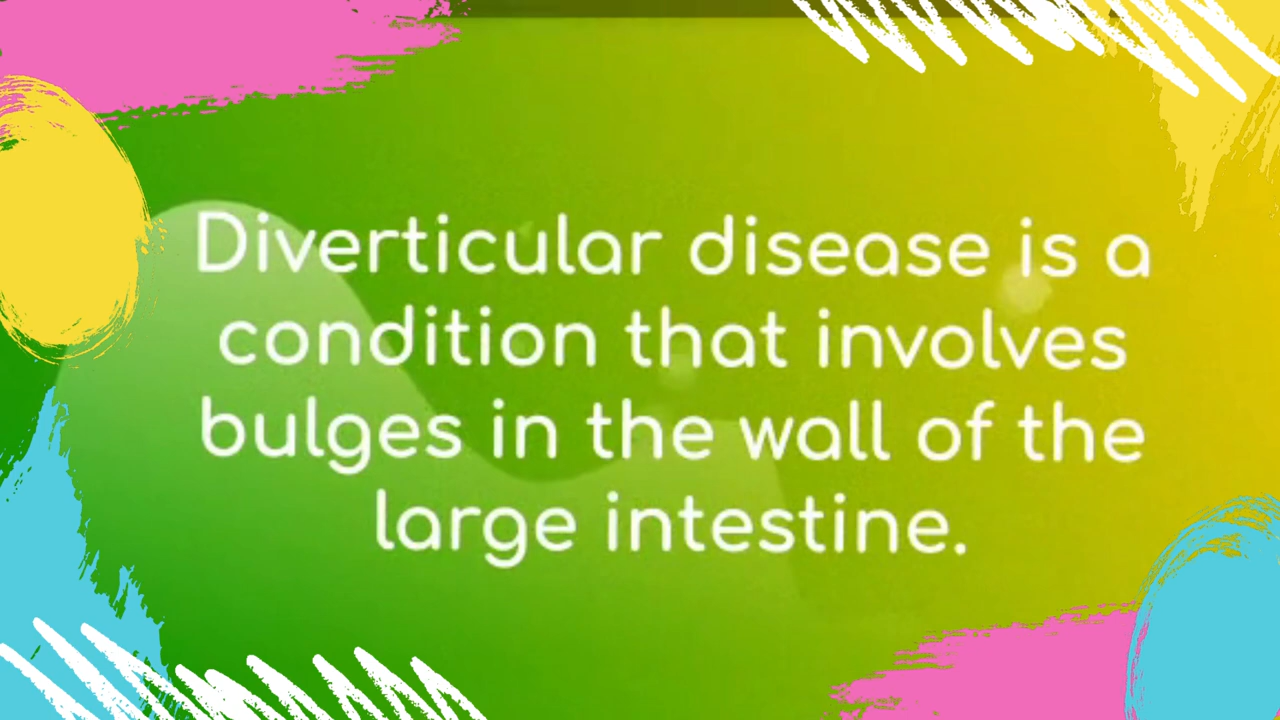 Diverticular disease is a
condition that involves
bulges in the wall of the
large intestine.